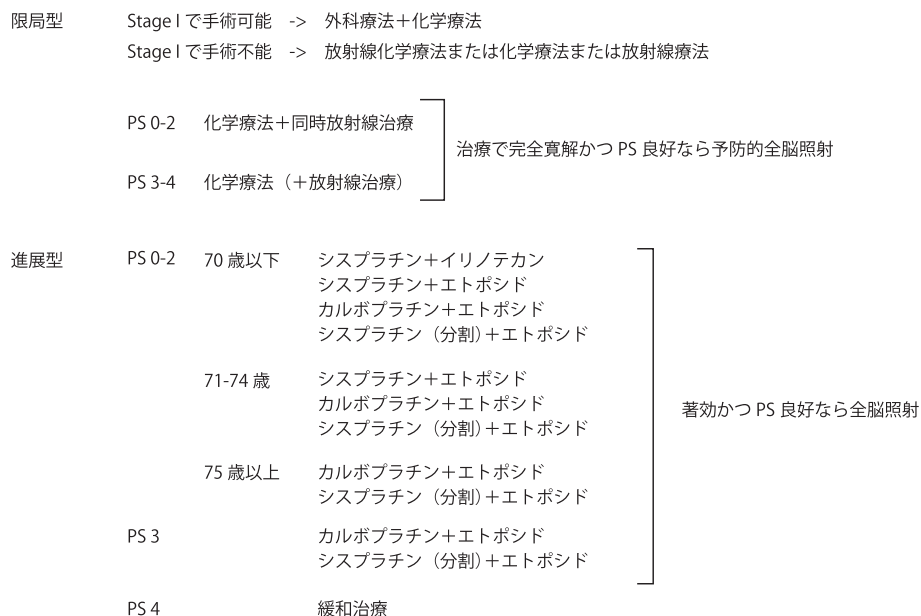 限局型 Stage I で手術可能 -> 外科療法＋化学療法
Stage I で手術不能 -> 放射線化学療法または化学療法または放射線療法
PS 0-2 化学療法＋同時放射線治療
治療で完全寛解かつ PS 良好なら予防的全脳照射
PS 3-4 化学療法（＋放射線治療）
進展型 PS 0-2 70 歳以下 シスプラチン＋イリノテカン
シスプラチン＋エトポシド
カルボプラチン＋エトポシド
シスプラチン（分割）＋エトポシド
71-74 歳 シスプラチン＋エトポシド
カルボプラチン＋エトポシド
著効かつ PS 良好なら全脳照射
シスプラチン（分割）＋エトポシド
75 歳以上 カルボプラチン＋エトポシド
シスプラチン（分割）＋エトポシド
PS 3 カルボプラチン＋エトポシド
シスプラチン（分割）＋エトポシド
PS 4 緩和治療